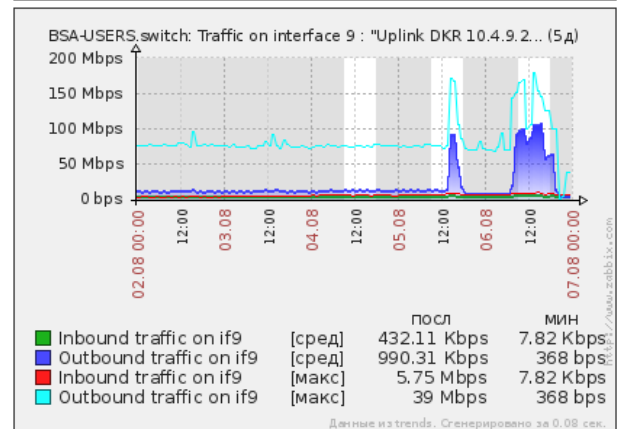 BSA-USERS.switch: Traffic on interface 9 : "Uplink DKR 10.4.9.2... (5д)
200 Mbps
150 Mbps
100 Mbps
50 Mbps
0 bps
02.08 00:00
12:00
03.08
12:00
04.08
12:00
05.08
12:00
06.08
12:00
07.08 00:00
http://www.zabbix.com
посл мин
Inbound traffic on if9 [сред] 432.11 Kbps 7.82 Kbps
Outbound traffic on if9 [сред] 990.31 Kbps 368 bps
Inbound traffic on if9 [макс] 5.75 Mbps 7.82 Kbps
Outbound traffic on if9 [макс] 39 Mbps 368 bps
Данные из trends. Сгенерировано за 0.08 сек.